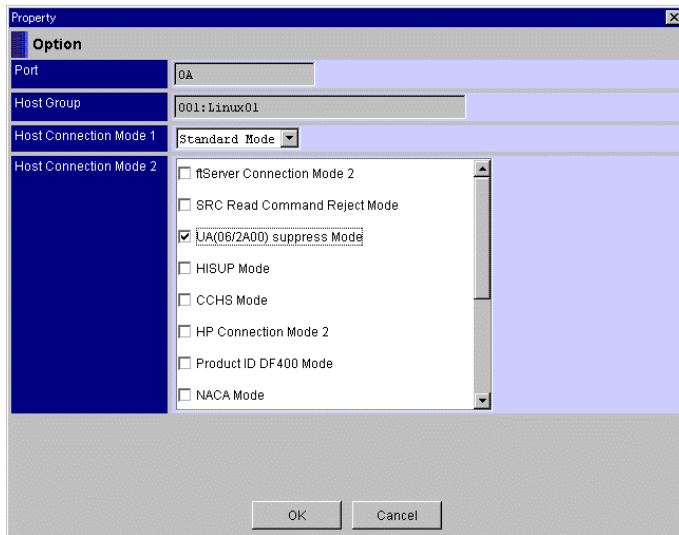 Property
Option
Port
0A
Host Group
001:Linux01
Host Connection Mode 1
Standard Mode
Host Connection Mode 2
ftServer Connection Mode 2
SRC Read Command Reject Mode
UA(06/2A00) suppress Mode
HISUP Mode
CCHS Mode
HP Connection Mode 2
Product ID DF400 Mode
NACA Mode
OK Cancel